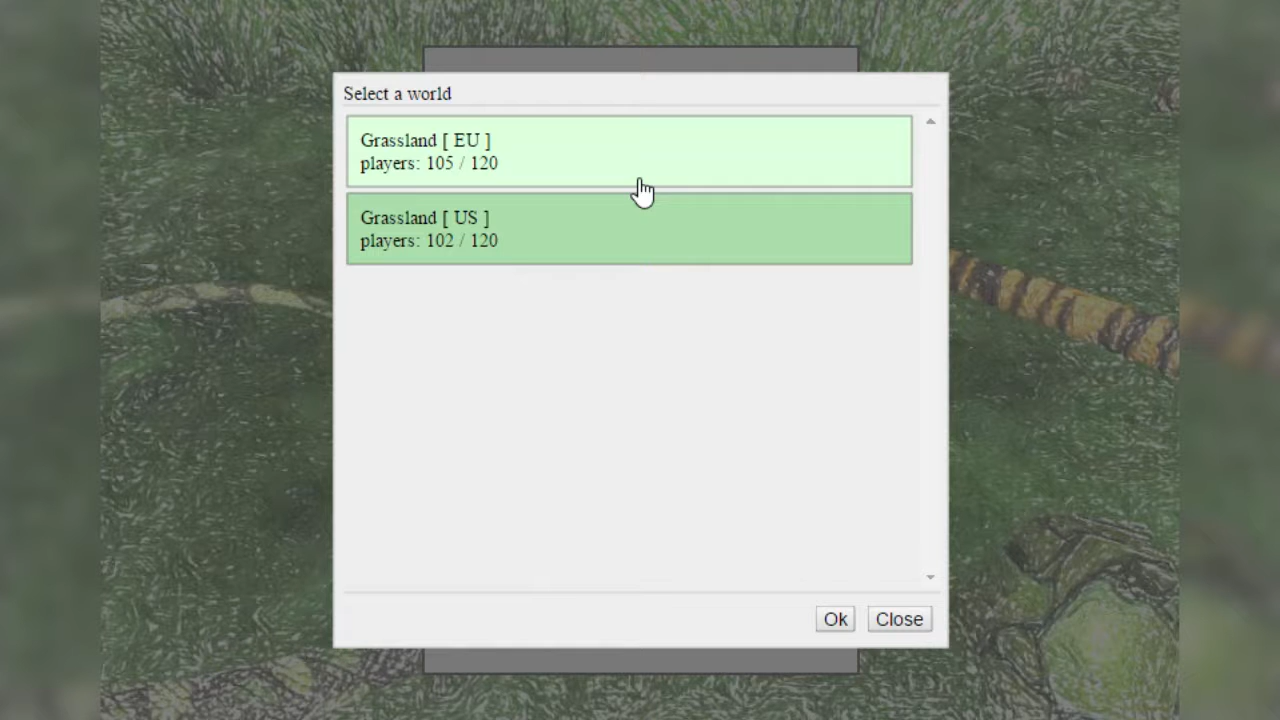 Select a world
Grassland [ EU ]
players: 105 / 120
Grassland [ US ]
players: 102 / 120
Ok
Close